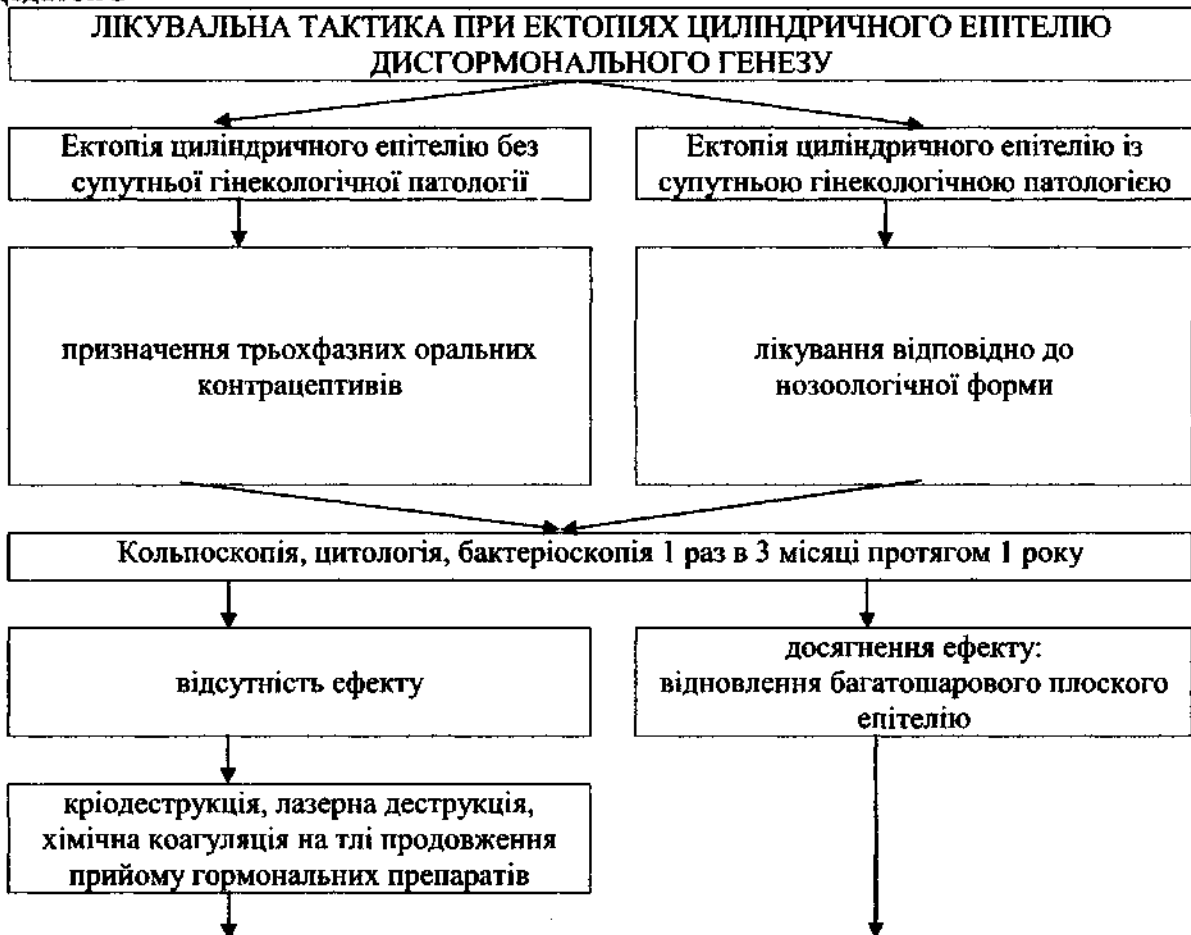 ЛІКУВАЛЬНА ТАКТИКА ПРИ ЕКТОПІЯХ ЦИЛІНДРИЧНОГО ЕПІТЕЛІЮ
ДИСГОРМОНАЛЬНОГО ГЕНЕЗУ
Ектопія циліндричного епітелію без
супутньої гінекологічної патології
Ектопія циліндричного епітелію із
супутньою гінекологічною патологією
призначення трьохфазних оральних
контрацептивів
лікування відповідно до
нозоологічної форми
Кольпоскопія, цитологія, бактеріоскопія 1 раз в 3 місяці протягом 1 року
відсутність ефекту
досягнення ефекту:
відновлення багатошарового плоского
епітелію
кріодеструкція, лазерна деструкція,
хімічна коагуляція на тлі продовження
прийому гормональних препаратів